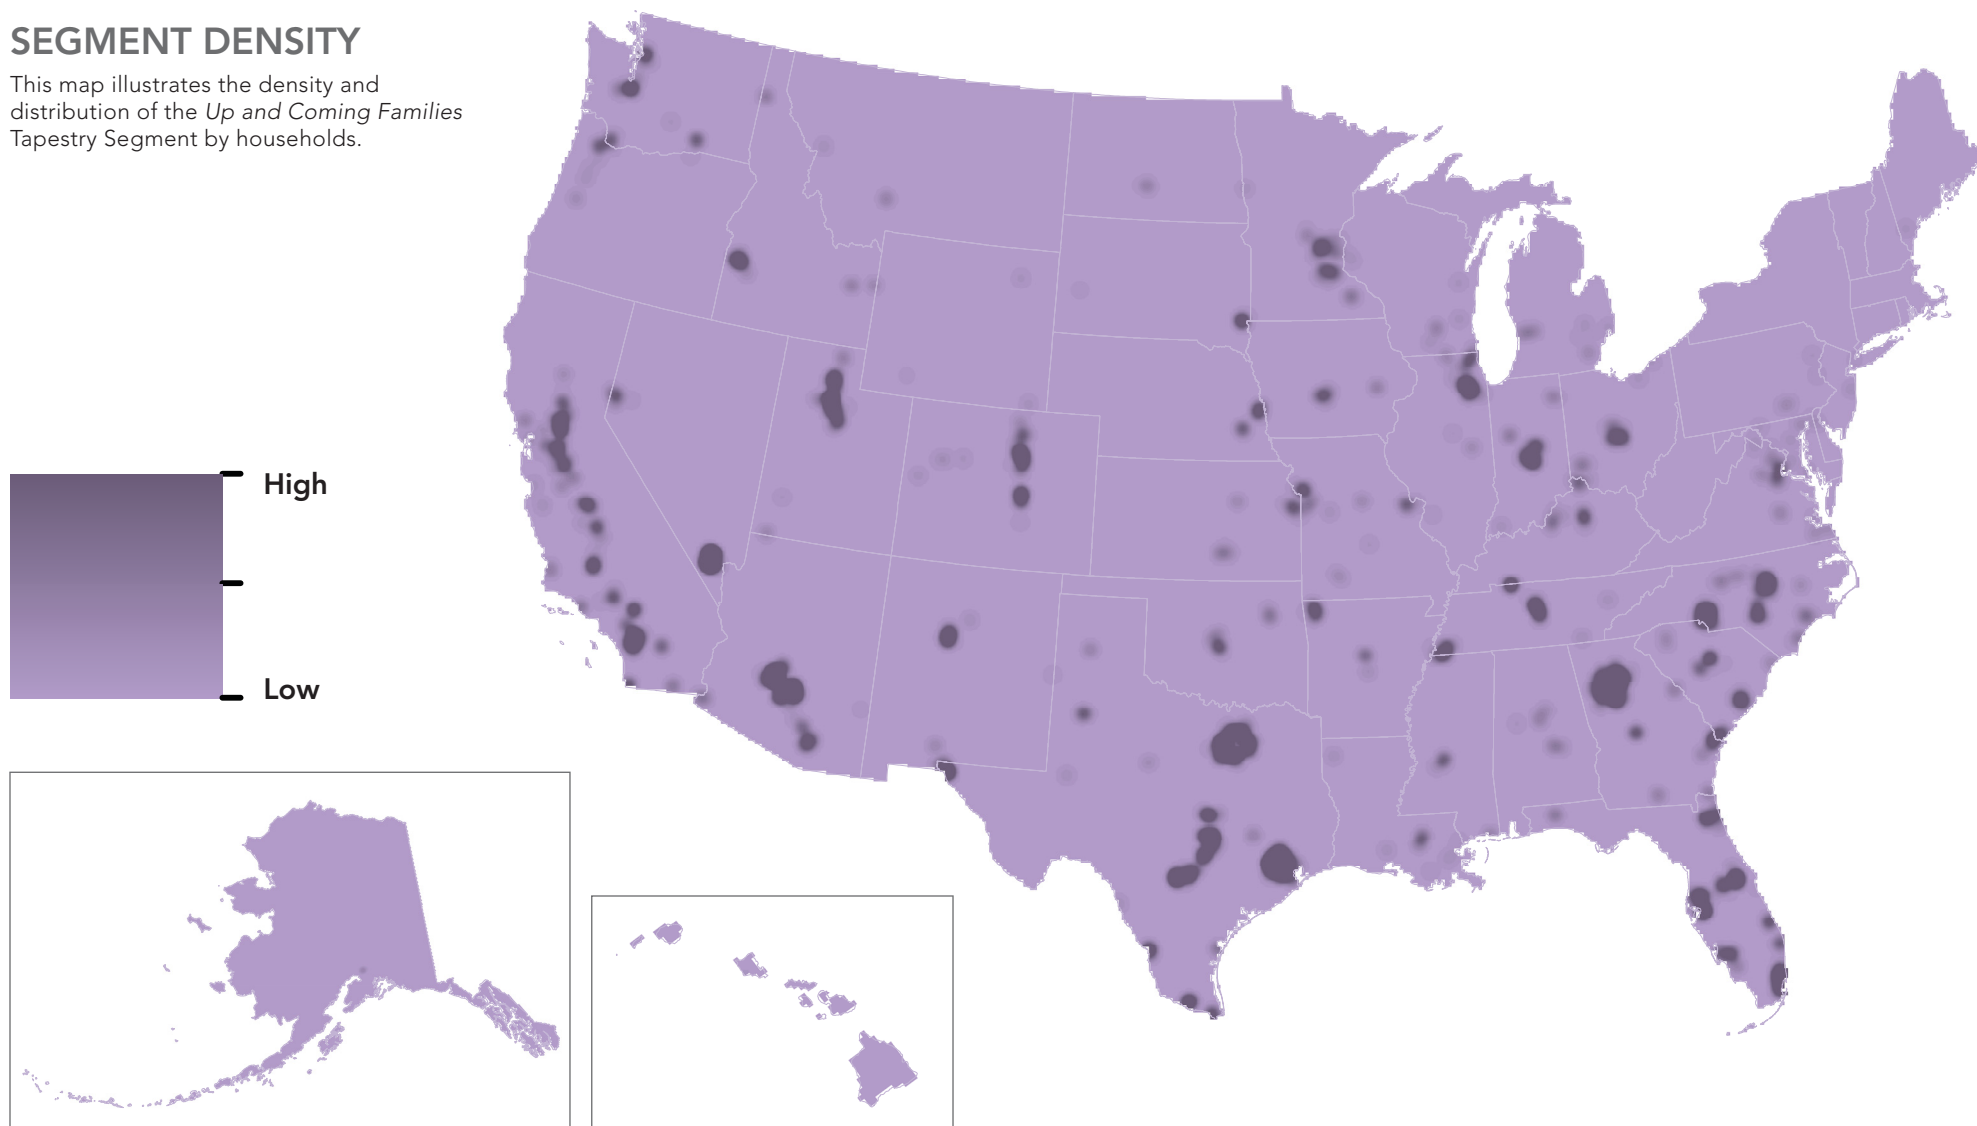 SEGMENT DENSITY
This map illustrates the density and
distribution of the Up and Coming Families
Tapestry Segment by households.
High
Low